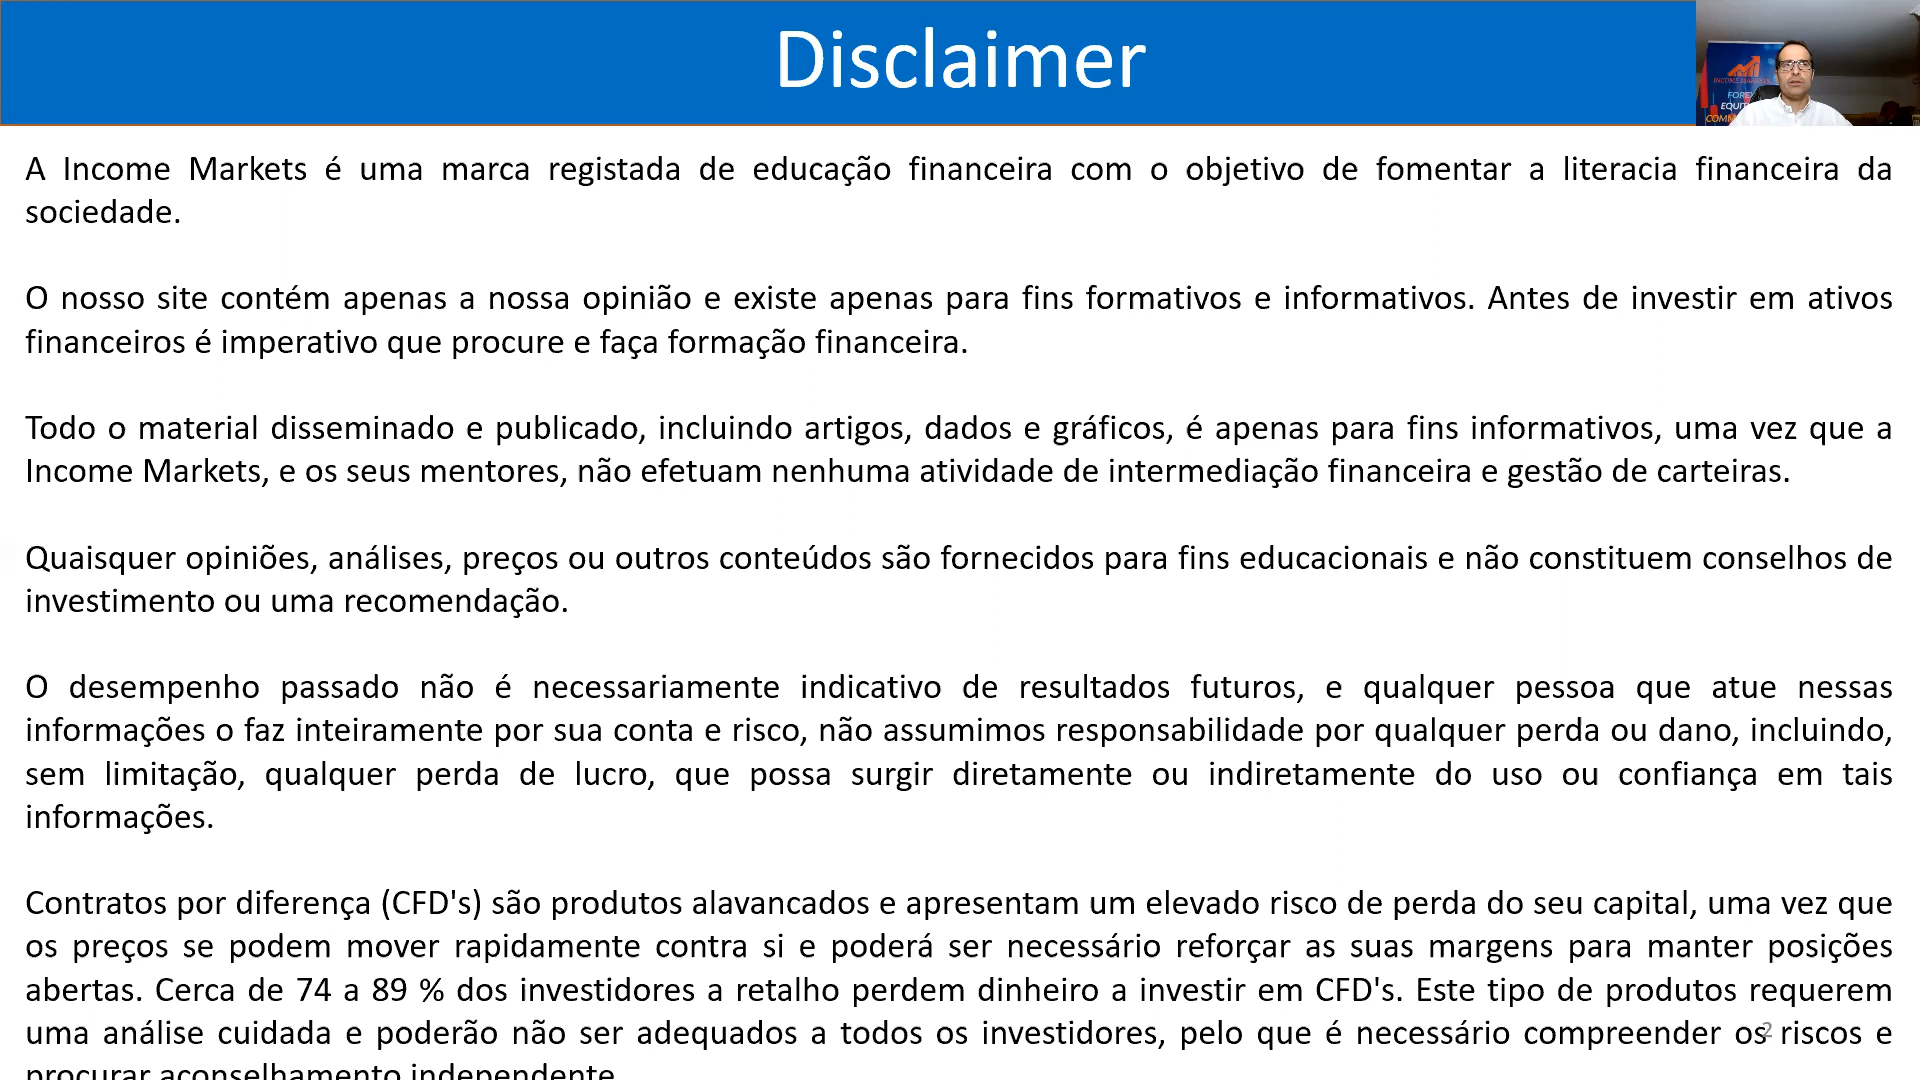 Disclaimer
INCOME MARKETS
A Income Markets é uma marca registada de educação financeira com o objetivo de fomentar a literacia financeira da
sociedade.
O nosso site contém apenas a nossa opinião e existe apenas para fins formativos e informativos. Antes de investir em ativos
financeiros é imperativo que procure e faça formação financeira.
Todo o material disseminado e publicado, incluindo artigos, dados e gráficos, é apenas para fins informativos, uma vez que a
Income Markets, e os seus mentores, não efetuam nenhuma atividade de intermediação financeira e gestão de carteiras.
Quaisquer opiniões, análises, preços ou outros conteúdos são fornecidos para fins educacionais e não constituem conselhos de
investimento ou uma recomendação.
O desempenho passado não é necessariamente indicativo de resultados futuros, e qualquer pessoa que atue nessas
informações o faz inteiramente por sua conta e risco, não assumimos responsabilidade por qualquer perda ou dano, incluindo,
sem limitação, qualquer perda de lucro, que possa surgir diretamente ou indiretamente do uso ou confiança em tais
informações.
Contratos por diferença (CFD's) são produtos alavancados e apresentam um elevado risco de perda do seu capital, uma vez que
os preços se podem mover rapidamente contra si e poderá ser necessário reforçar as suas margens para manter posições
abertas. Cerca de 74 a 89 % dos investidores a retalho perdem dinheiro a investir em CFD's. Este tipo de produtos requerem
uma análise cuidada e poderão não ser adequados a todos os investidores, pelo que é necessário compreender os riscos e
procurar aconselhamento independente
2